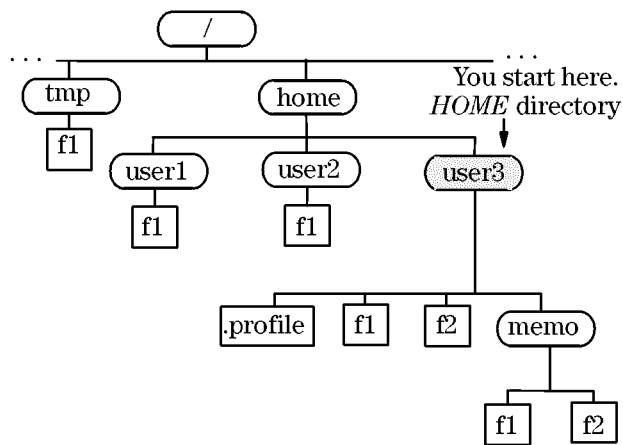 /
. . .
. . .
tmp
home
You start here.
HOME directory
f1
user1
user2
user3
f1
f1
.profile
f1
f2
memo
f1
f2